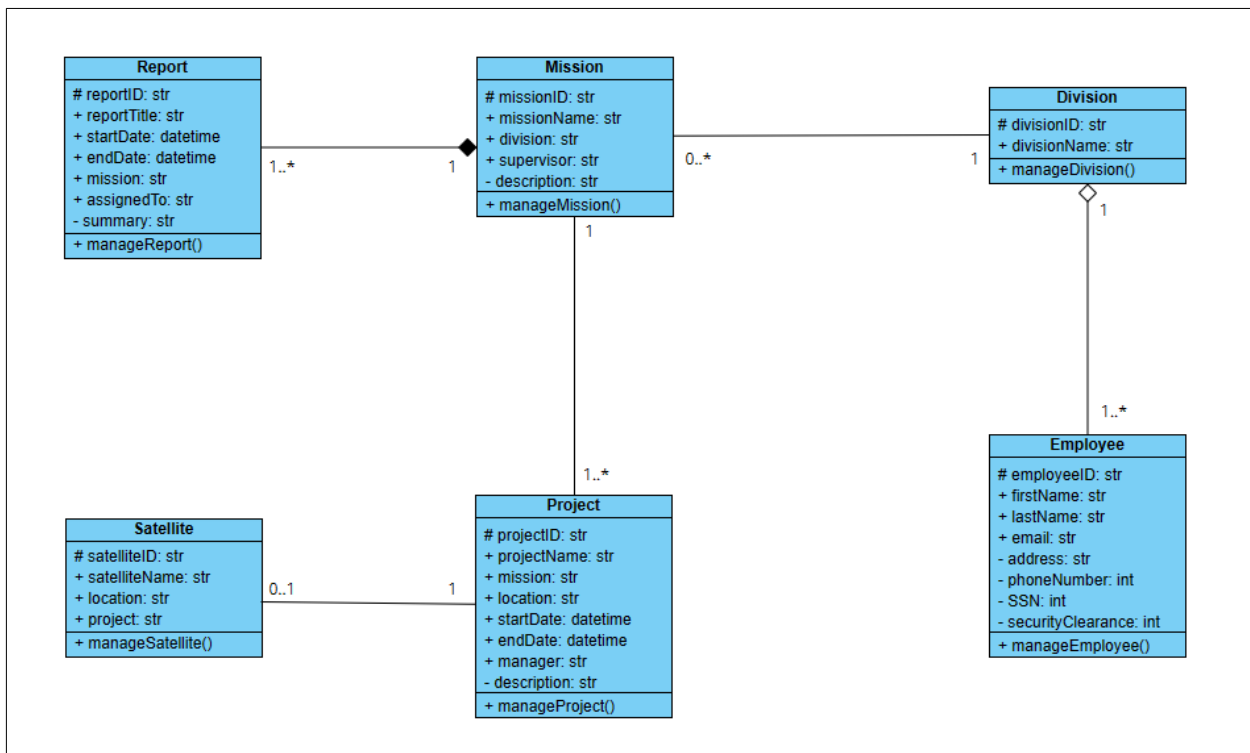 Report
# reportID: str
+ reportTitle: str
+ startDate: datetime
+ endDate: datetime
+ mission: str
+ assignedTo: str
- summary: str
+ manageReport()
1..*
1
Mission
# missionID: str
+ missionName: str
+ division: str
+ supervisor: str
- description: str
+ manageMission()
0..*
1
Division
# divisionID: str
+ divisionName: str
+ manageDivision()
1
1..*
1
1..*
Employee
# employeeID: str
+ firstName: str
+ lastName: str
+ email: str
- address: str
- phoneNumber: int
- SSN: int
- securityClearance: int
+ manageEmployee()
Satellite
# satelliteID: str
+ satelliteName: str
+ location: str
+ project: str
+ manageSatellite()
0..1
1
Project
# projectID: str
+ projectName: str
+ mission: str
+ location: str
+ startDate: datetime
+ endDate: datetime
+ manager: str
- description: str
+ manageProject()